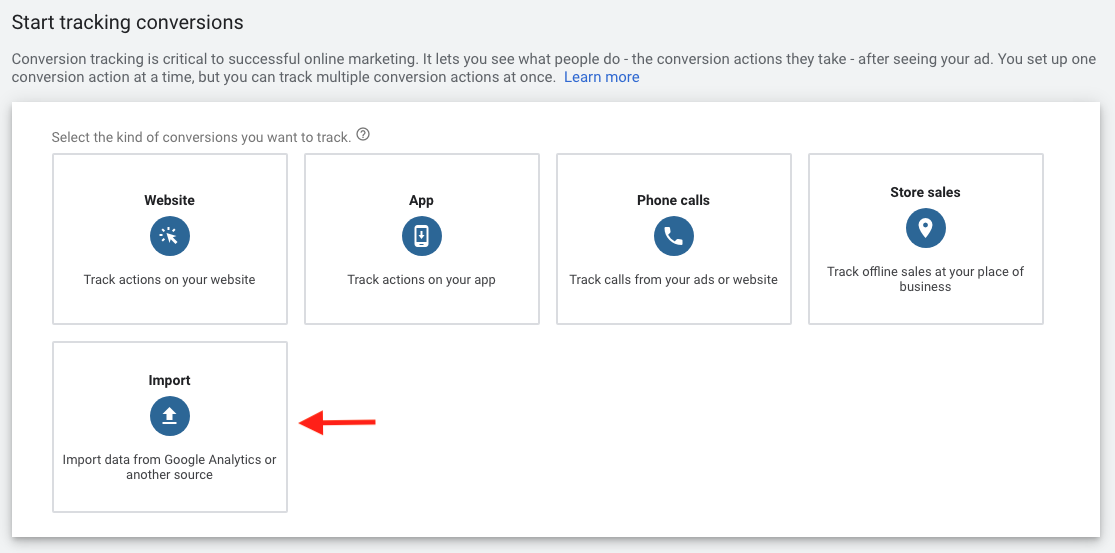 Start tracking conversions
Conversion tracking is critical to successful online marketing. It lets you see what people do - the conversion actions they take - after seeing your ad. You set up one
conversion action at a time, but you can track multiple conversion actions at once. Learn more
Select the kind of conversions you want to track.
Website
Track actions on your website
App
Track actions on your app
Phone calls
Track calls from your ads or website
Store sales
Track offline sales at your place of
business
Import
Import data from Google Analytics or
another source